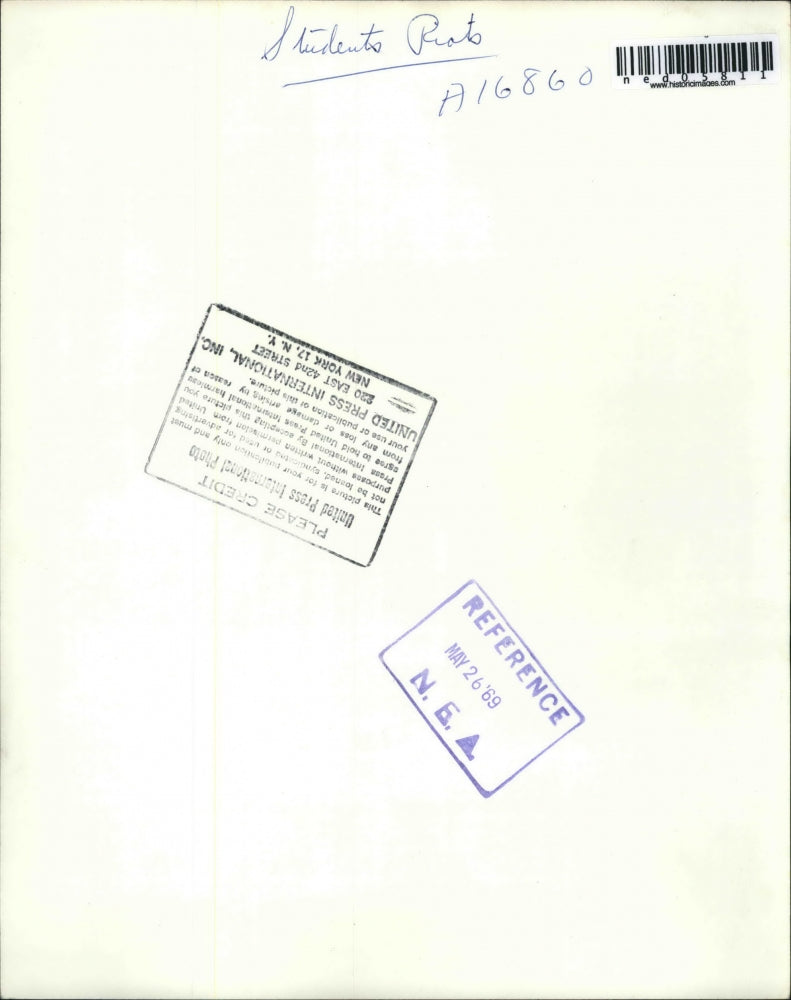 Students Riots
A16860
ned05811
www.historicimages.com
PLEASE CREDIT
United Press International Photo
This picture is for your publication only and must
not be loaned, syndicated or used for advertising
purposes without written permission from United
Press International. By accepting this picture you
agree to hold United Press International harmless
from any loss or damage arising by reason of
your use or publication of this picture.
UNITED PRESS INTERNATIONAL, INC.
220 EAST 42nd STREET
NEW YORK 17, N. Y.
REFERENCE
MAY 26 '69
N. E. A.